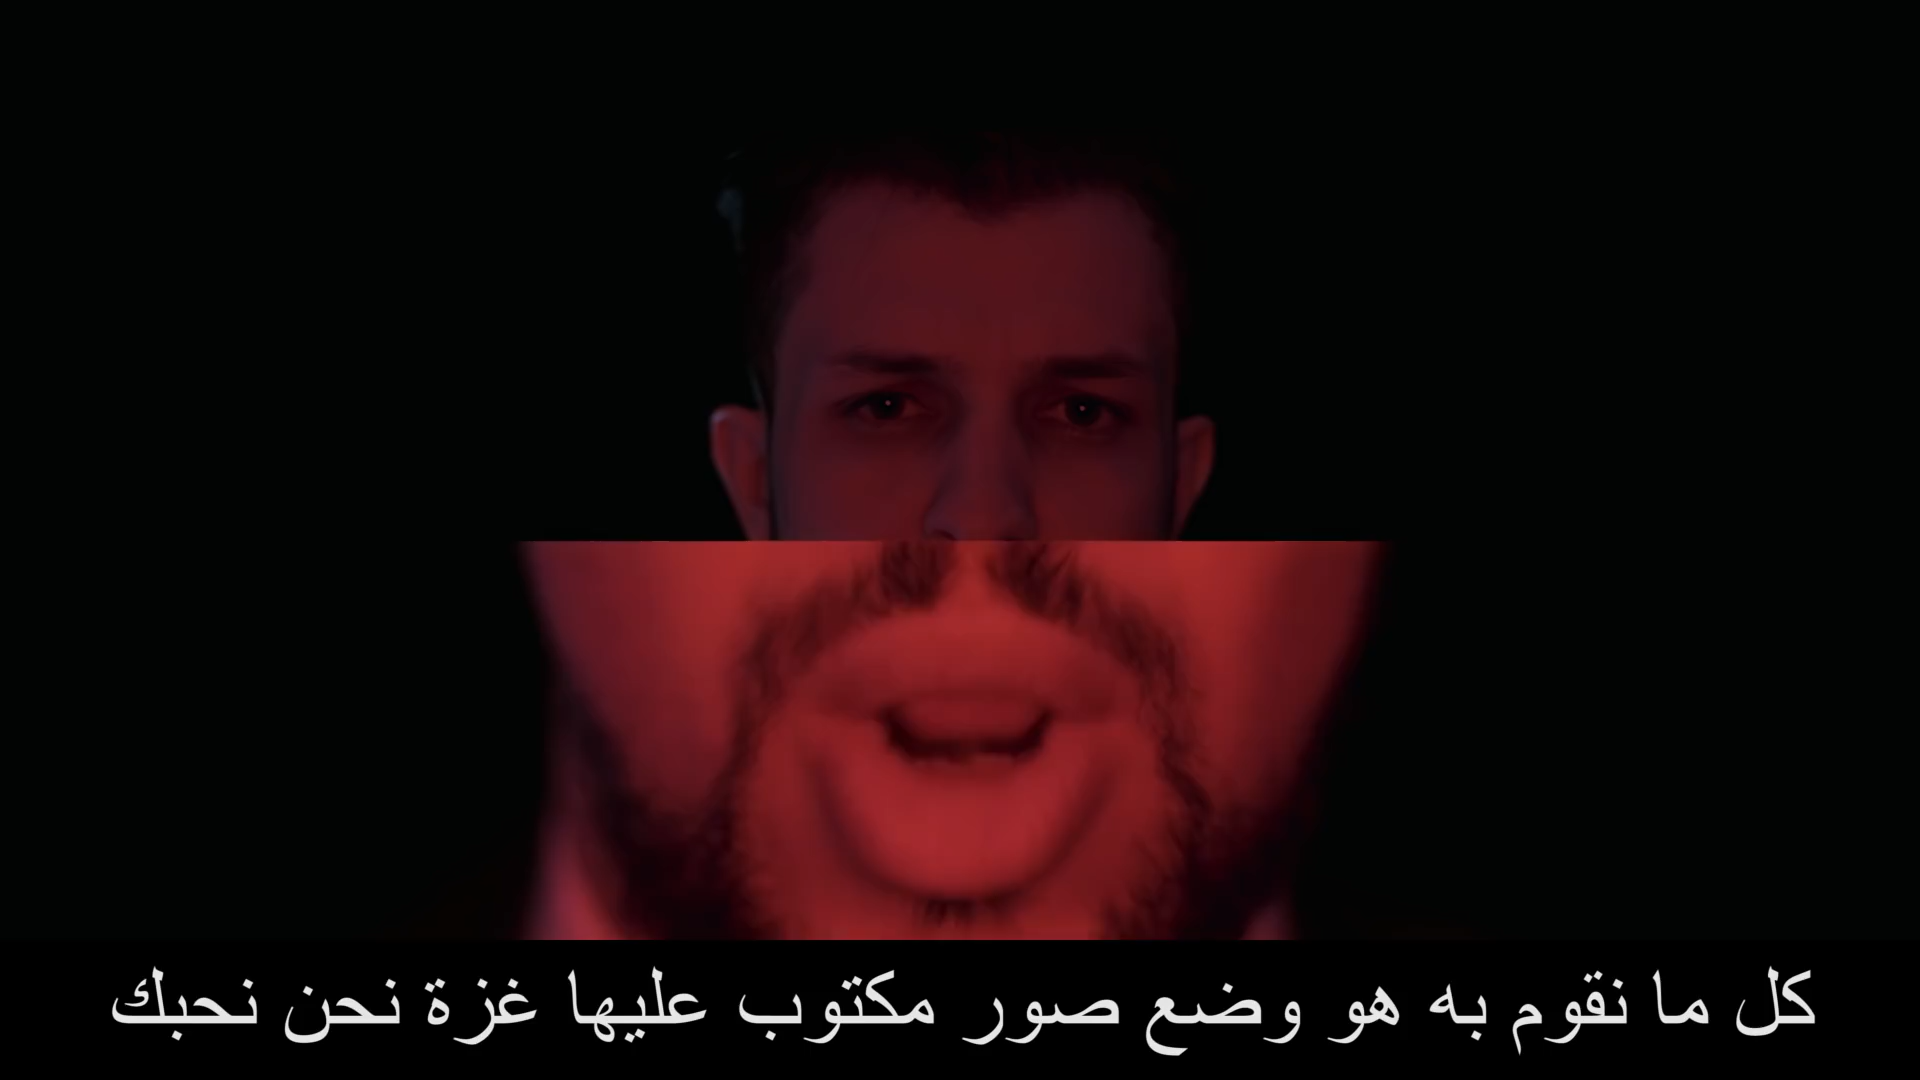 كل ما نقوم به هو وضع صور مكتوب عليها غزة نحن نحبك